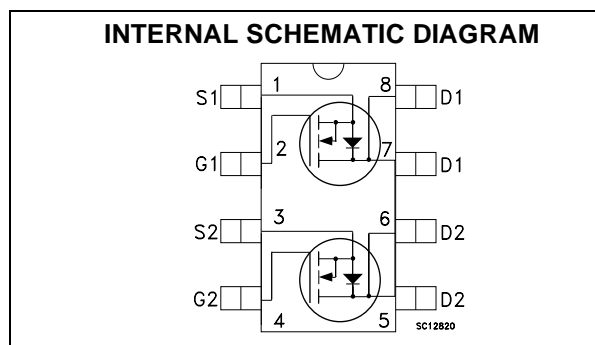 INTERNAL SCHEMATIC DIAGRAM
S1 1 8 D1
G1 2 7 D1
S2 3 6 D2
G2 4 5 D2
SC12820